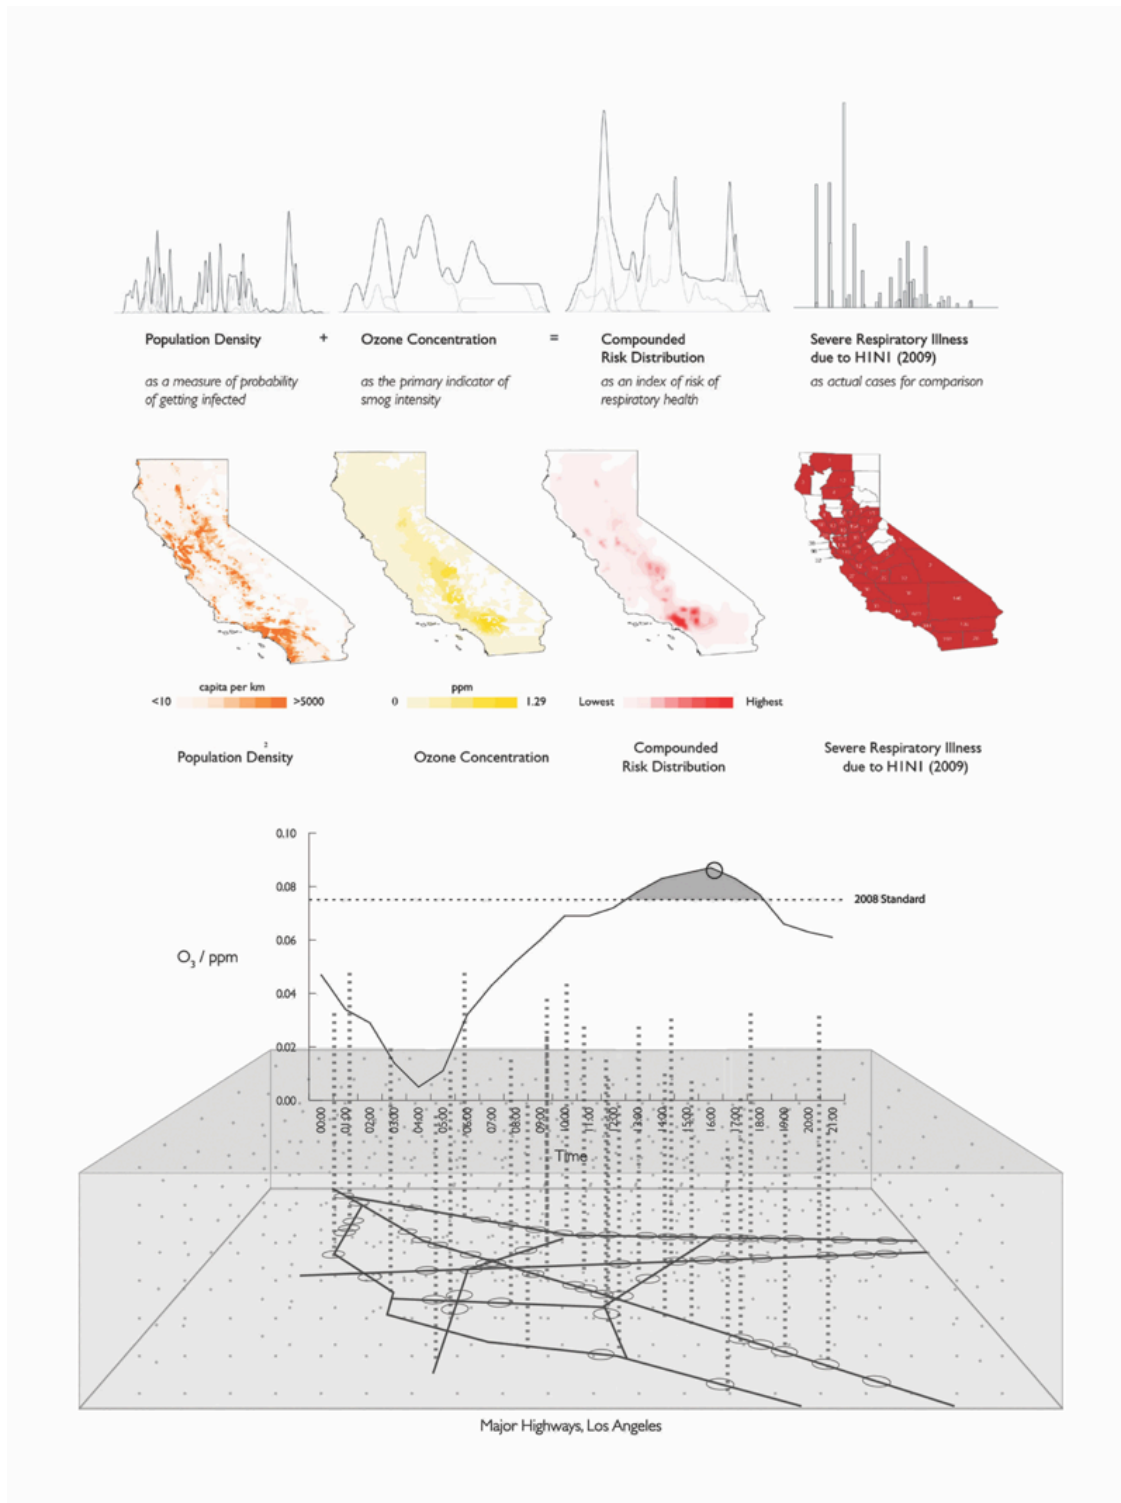 Population Density + Ozone Concentration = Compounded Risk Distribution
Severe Respiratory Illness due to H1N1 (2009)
as a measure of probability of getting infected
as the primary indicator of smog intensity
as an index of risk of respiratory health
as actual cases for comparison
capita per km
<10 >5000
ppm
0 1.29
Lowest Highest
2
Population Density
Ozone Concentration
Compounded
Risk Distribution
Severe Respiratory Illness
due to H1N1 (2009)
0.10
0.08
2008 Standard
0.06
O3 / ppm
0.04
0.02
0.00
00:00 01:00 02:00 03:00 04:00 05:00 06:00 07:00 08:00 09:00 10:00 11:00 12:00 13:00 14:00 15:00 16:00 17:00 18:00 19:00 20:00 21:00
Time
Major Highways, Los Angeles